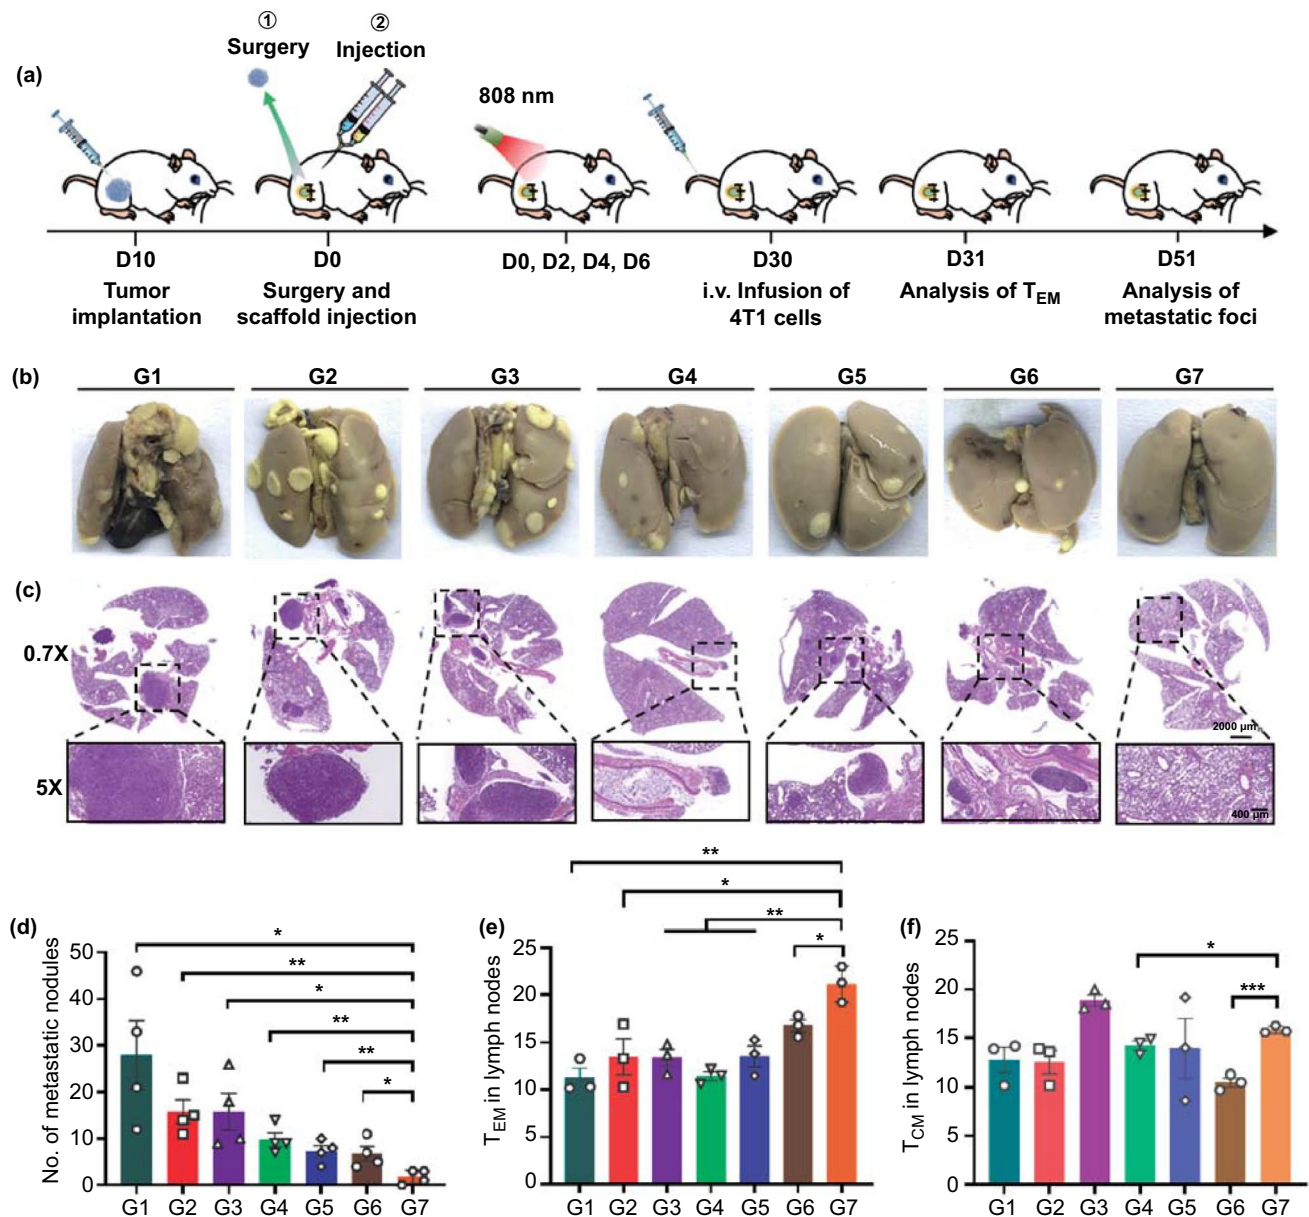 ① ②
Surgery Injection
(a)
808 nm
D10 D0 D0, D2, D4, D6 D30 D31 D51
Tumor implantation
Surgery and scaffold injection
i.v. Infusion of 4T1 cells
Analysis of TEM
Analysis of metastatic foci
(b) G1 G2 G3 G4 G5 G6 G7
(c)
0.7X
2000 μm
5X
400 μm
(d)
No. of metastatic nodules
50
40
30
20
10
0
G1 G2 G3 G4 G5 G6 G7
*
**
*
**
**
*
(e)
TEM in lymph nodes
25
20
15
10
5
0
G1 G2 G3 G4 G5 G6 G7
**
*
**
*
(f)
TCM in lymph nodes
25
20
15
10
5
0
G1 G2 G3 G4 G5 G6 G7
*
***